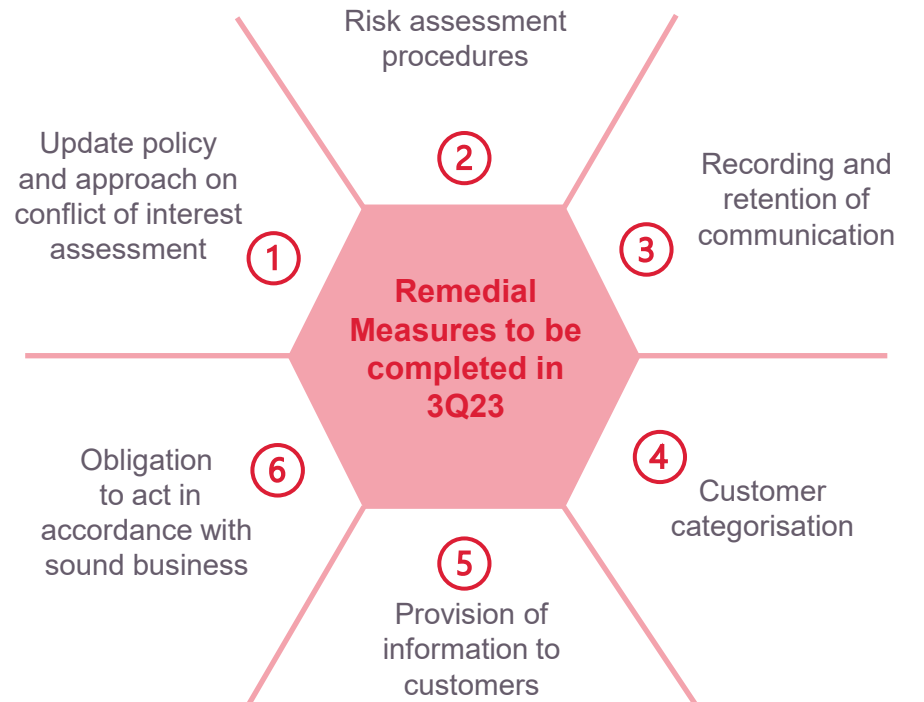 Risk assessment
procedures
2
Update policy
and approach on
conflict of interest
assessment
1
Recording and
retention of
communication
3
Remedial
Measures to be
completed in
3Q23
Obligation
to act in
accordance with
sound business
6
4
Customer
categorisation
5
Provision of
information to
customers